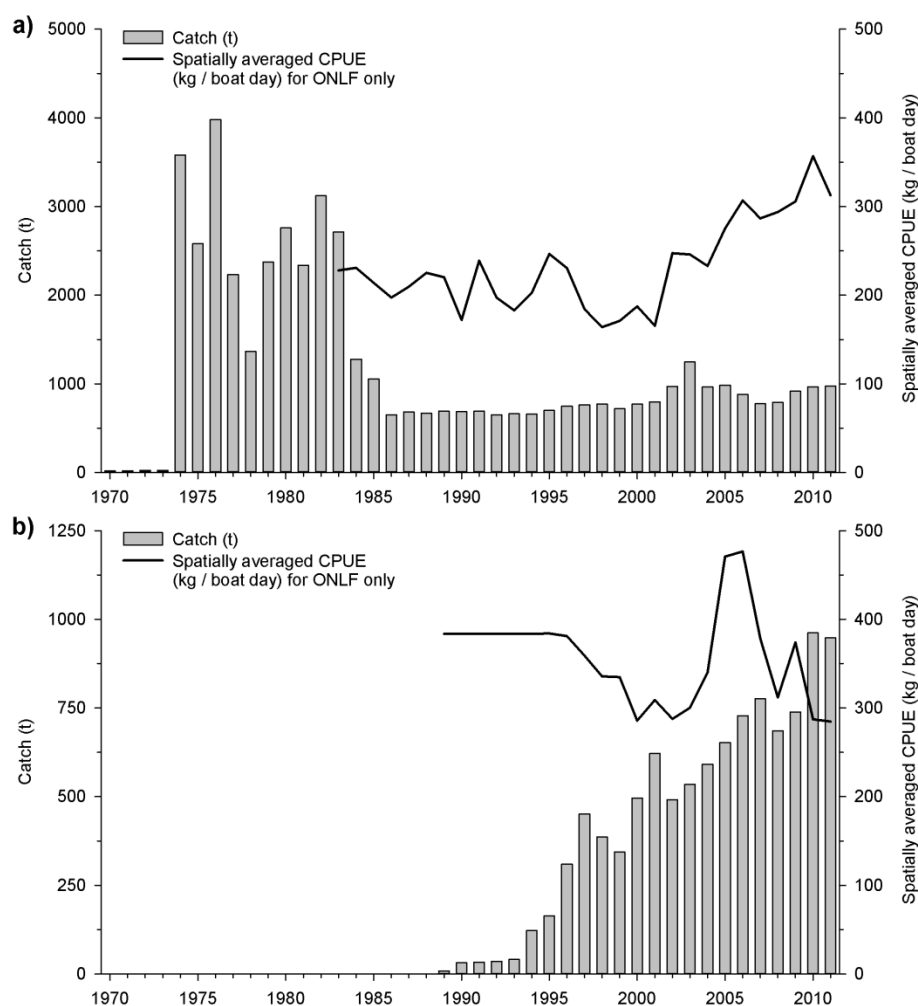 a)
Catch (t)
Spatially averaged CPUE
(kg / boat day) for ONLF only
5000
4000
3000
2000
1000
0
Catch (t)
500
400
300
200
100
0
Spatially averaged CPUE (kg / boat day)
1970 1975 1980 1985 1990 1995 2000 2005 2010
b)
Catch (t)
Spatially averaged CPUE
(kg / boat day) for ONLF only
1250
1000
750
500
250
0
Catch (t)
500
400
300
200
100
0
Spatially averaged CPUE (kg / boat day)
1970 1975 1980 1985 1990 1995 2000 2005 2010